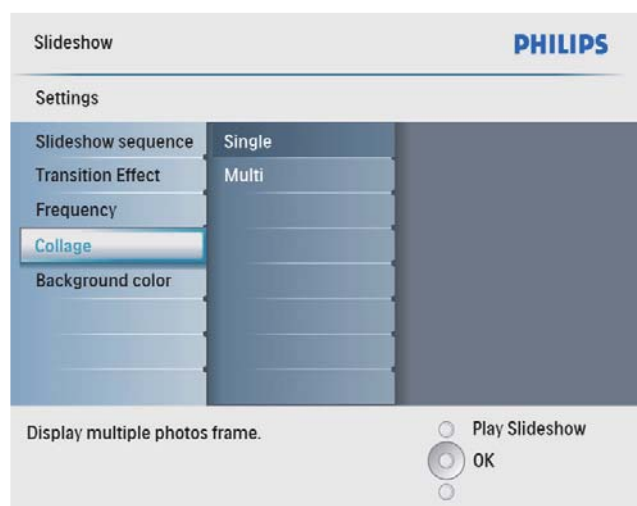 Slideshow
PHILIPS
Settings
Slideshow sequence
Single
Transition Effect
Multi
Frequency
Collage
Background color
Display multiple photos frame.
Play Slideshow
OK